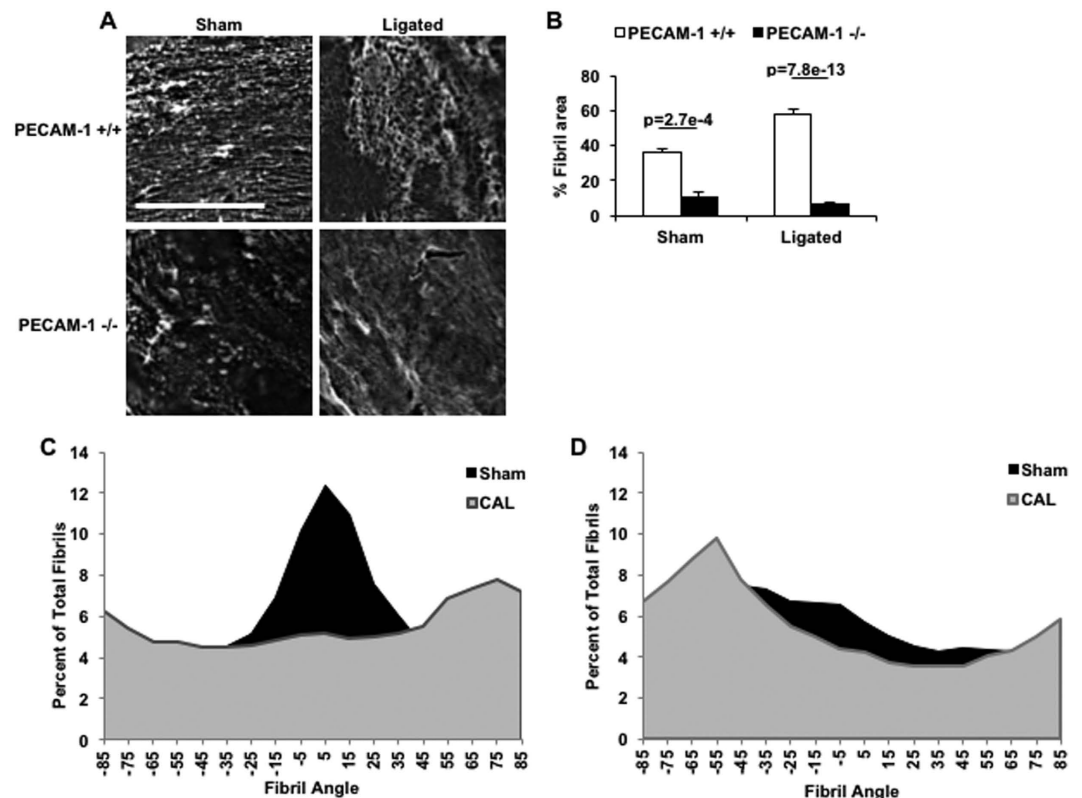 A
Sham
Ligated
PECAM-1 +/+
PECAM-1 -/-
B
PECAM-1 +/+ PECAM-1 -/-
p=7.8e-13
p=2.7e-4
80
60
40
20
0
% Fibril area
Sham Ligated
C
14
12
10
8
6
4
2
0
Percent of Total Fibrils
Sham
CAL
-85 -75 -65 -55 -45 -35 -25 -15 -5 5 15 25 35 45 55 65 75 85
Fibril Angle
D
14
12
10
8
6
4
2
0
Percent of Total Fibrils
Sham
CAL
-85 -75 -65 -55 -45 -35 -25 -15 -5 5 15 25 35 45 55 65 75 85
Fibril Angle